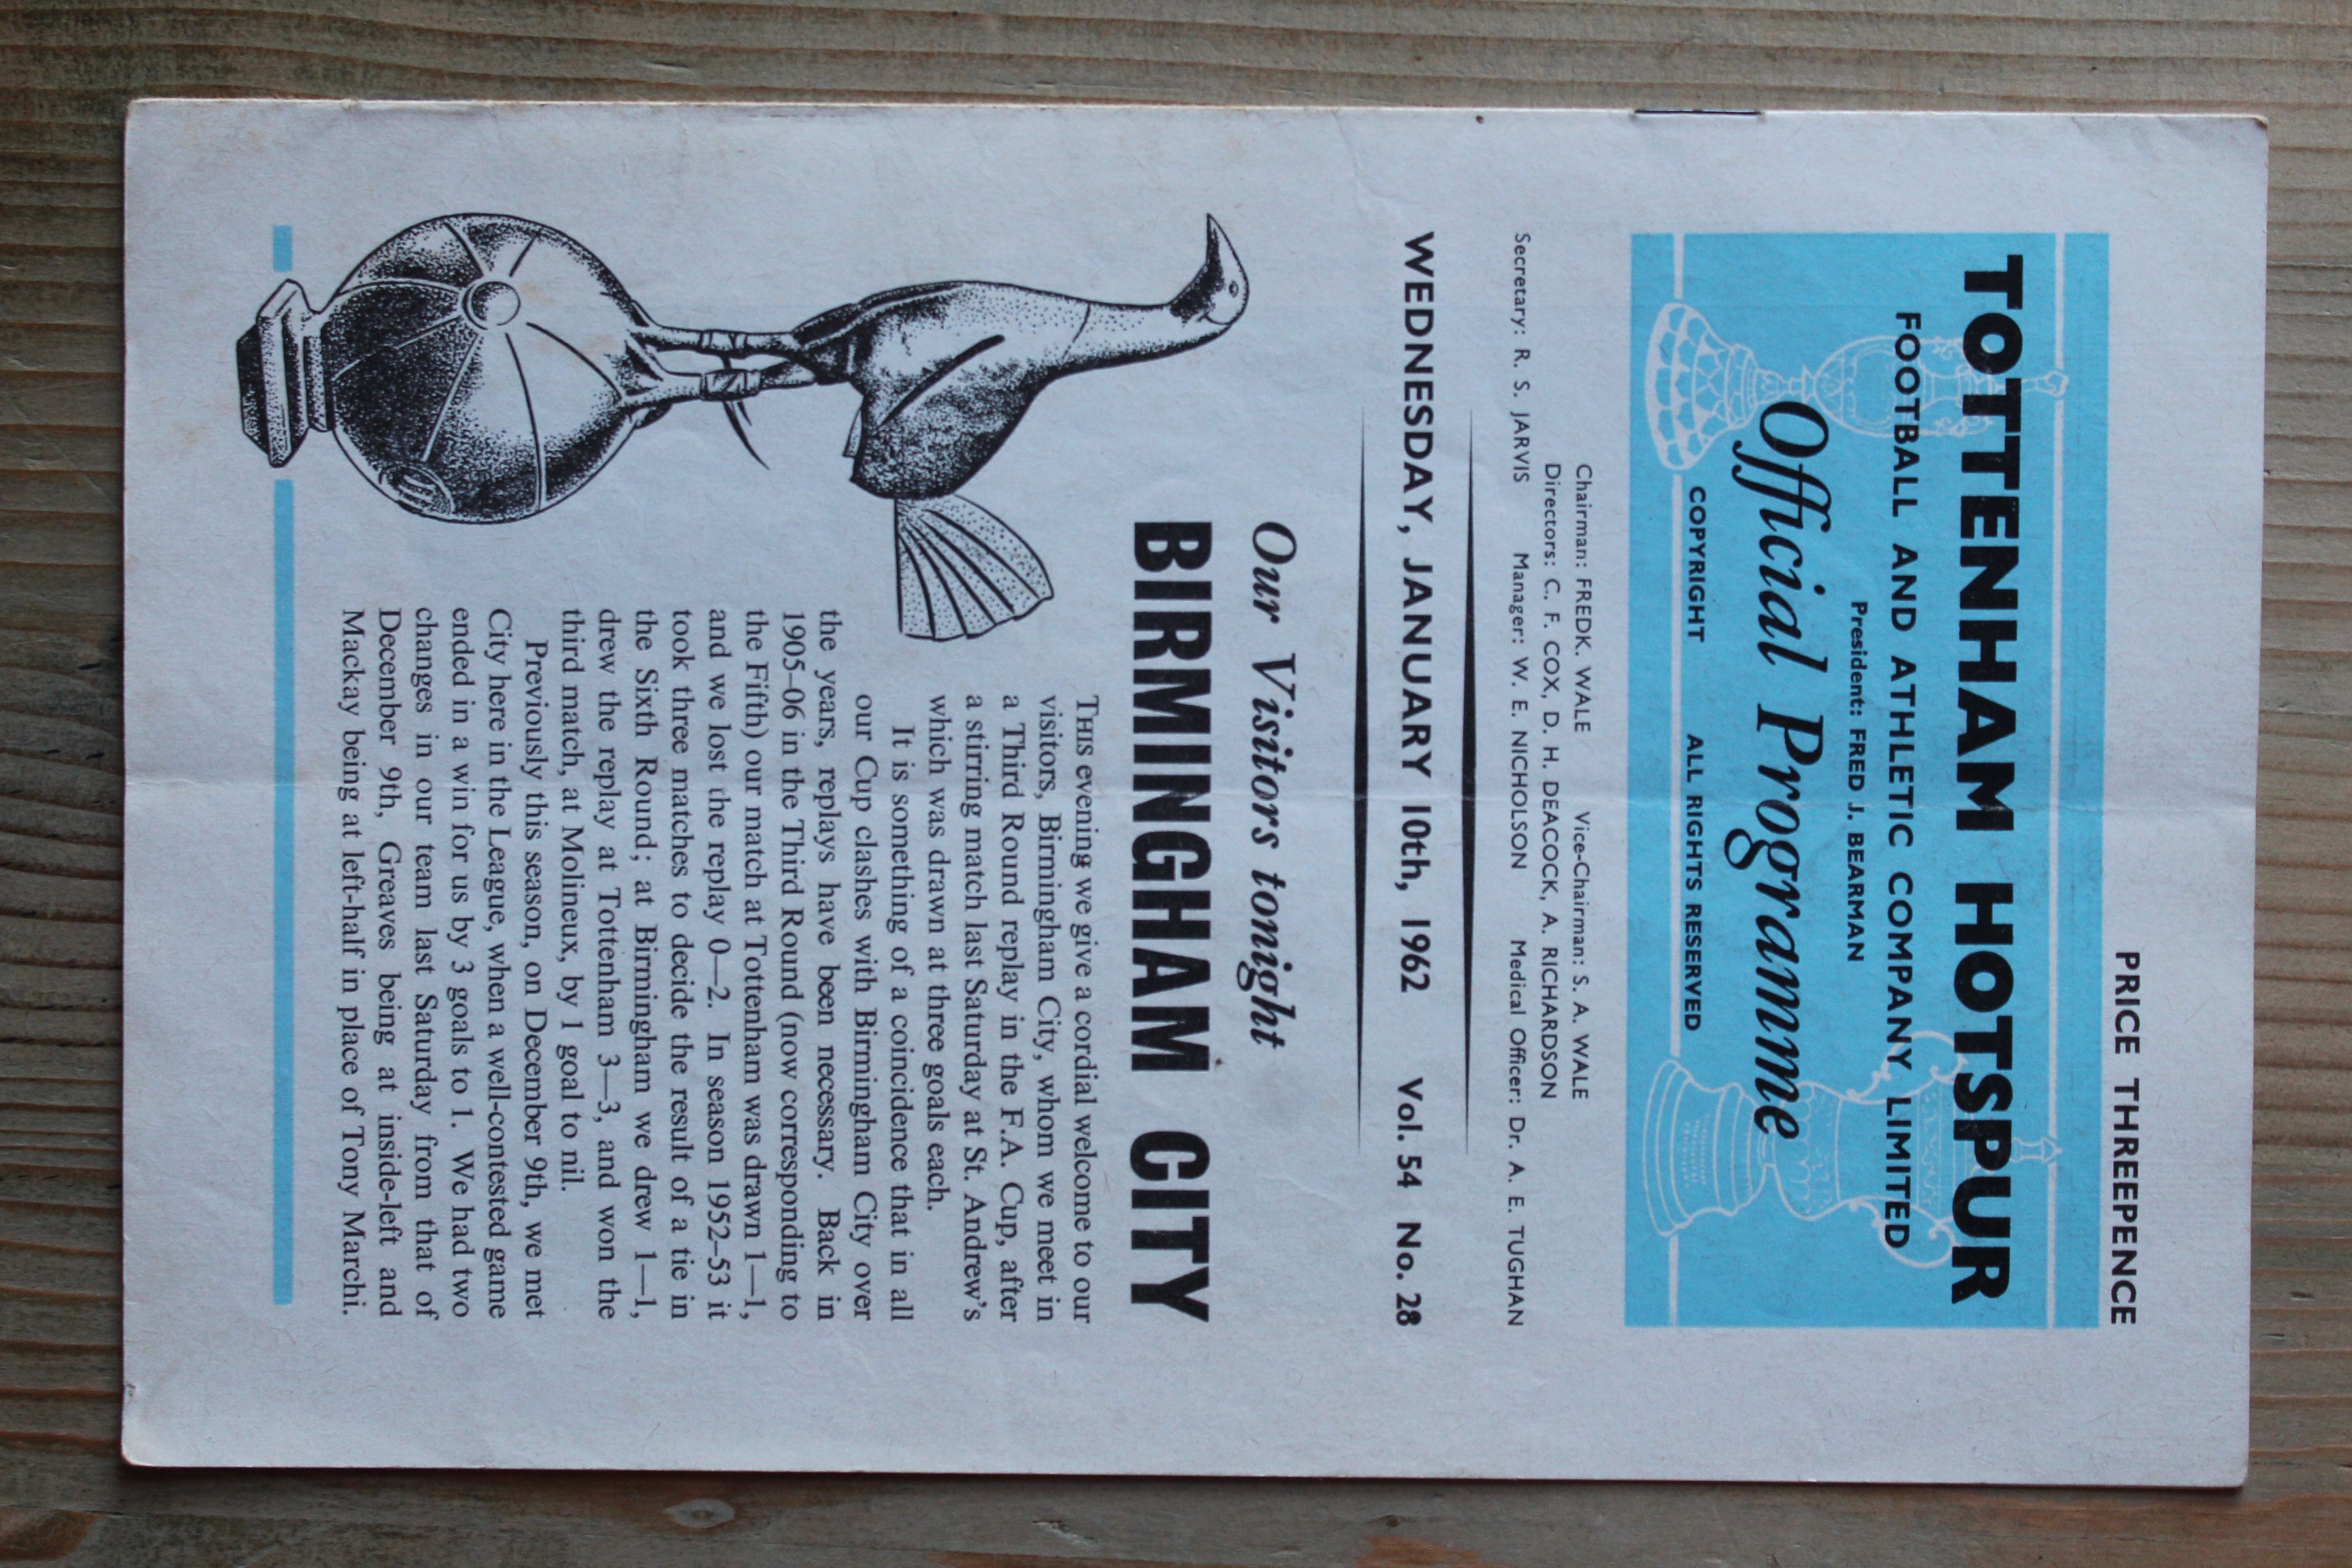 PRICE THREEPENCE
TOTTENHAM HOTSPUR
FOOTBALL AND ATHLETIC COMPANY LIMITED
President: FRED J. BEARMAN
Official Programme
COPYRIGHT ALL RIGHTS RESERVED
Chairman: FREDK. WALE Vice-Chairman: S. A. WALE
Directors: C. F. COX, D. H. DEACOCK, A. RICHARDSON
Secretary: R. S. JARVIS Manager: W. E. NICHOLSON Medical Officer: Dr. A. E. TUGHAN
WEDNESDAY, JANUARY 10th, 1962 Vol. 54 No. 28
Our Visitors tonight
BIRMINGHAM CITY
THIS evening we give a cordial welcome to our
visitors, Birmingham City, whom we meet in
a Third Round replay in the F.A. Cup, after
a stirring match last Saturday at St. Andrew's
which was drawn at three goals each.
It is something of a coincidence that in all
our Cup clashes with Birmingham City over
the years, replays have been necessary. Back in
1905–06 in the Third Round (now corresponding to
the Fifth) our match at Tottenham was drawn 1—1,
and we lost the replay 0—2. In season 1952–53 it
took three matches to decide the result of a tie in
the Sixth Round; at Birmingham we drew 1—1,
drew the replay at Tottenham 3—3, and won the
third match, at Molineux, by 1 goal to nil.
Previously this season, on December 9th, we met
City here in the League, when a well-contested game
ended in a win for us by 3 goals to 1. We had two
changes in our team last Saturday from that of
December 9th, Greaves being at inside-left and
Mackay being at left-half in place of Tony Marchi.